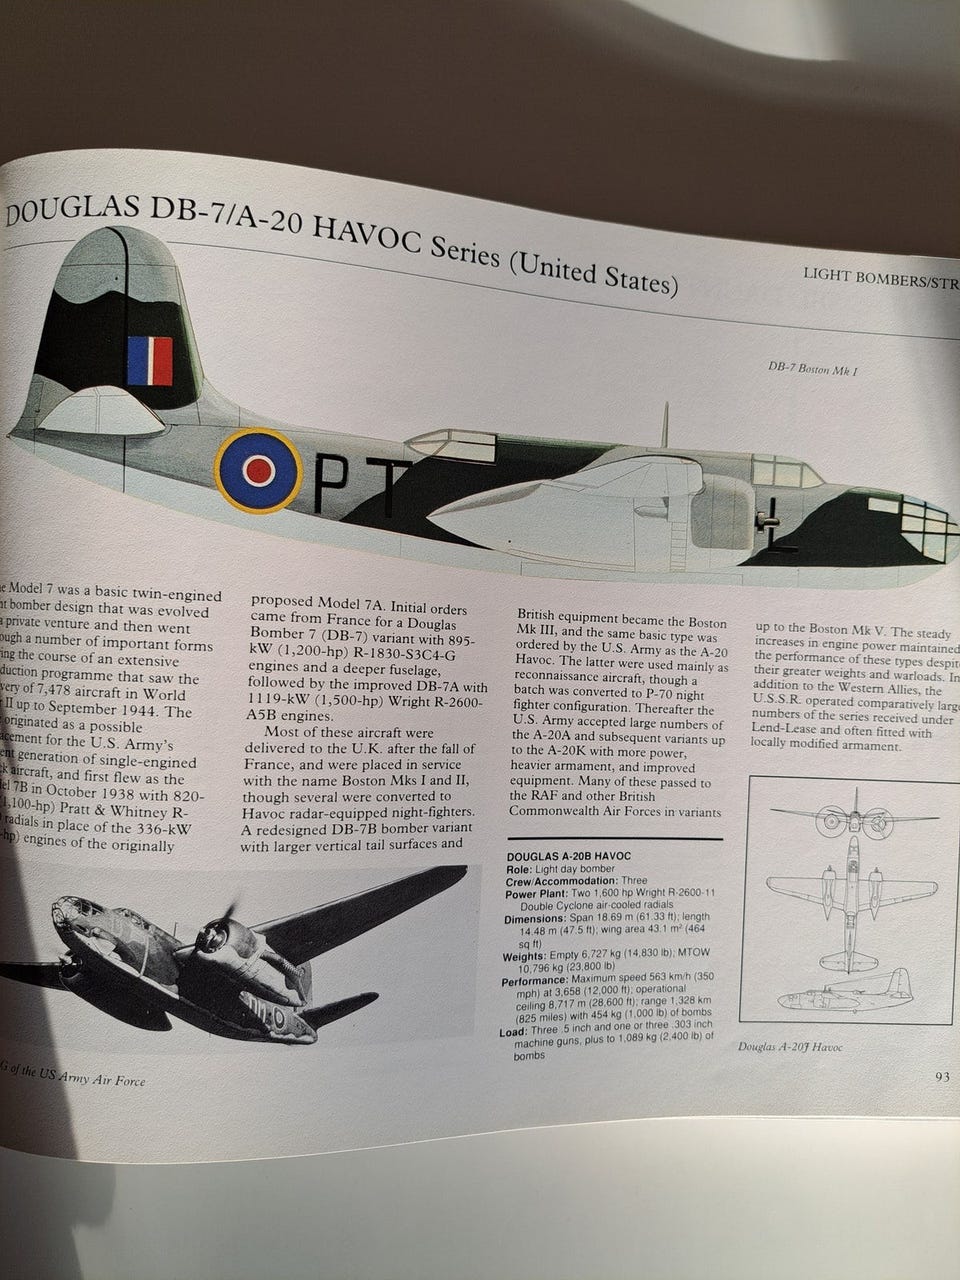 DOUGLAS DB-7/A-20 HAVOC Series (United States)
LIGHT BOMBERS/STR
DB-7 Boston Mk I
P T L
Model 7 was a basic twin-engined
bomber design that was evolved
private venture and then went
a number of important forms
the course of an extensive
programme that saw the
of 7,478 aircraft in World
II up to September 1944. The
originated as a possible
for the U.S. Army's
generation of single-engined
aircraft, and first flew as the
7B in October 1938 with 820-
1,100-hp) Pratt & Whitney R-
radials in place of the 336-kW
-hp) engines of the originally
proposed Model 7A. Initial orders
came from France for a Douglas
Bomber 7 (DB-7) variant with 895-
kW (1,200-hp) R-1830-S3C4-G
engines and a deeper fuselage,
followed by the improved DB-7A with
1119-kW (1,500-hp) Wright R-2600-
A5B engines.
Most of these aircraft were
delivered to the U.K. after the fall of
France, and were placed in service
with the name Boston Mks I and II,
though several were converted to
Havoc radar-equipped night-fighters.
A redesigned DB-7B bomber variant
with larger vertical tail surfaces and
British equipment became the Boston
Mk III, and the same basic type was
ordered by the U.S. Army as the A-20
Havoc. The latter were used mainly as
reconnaissance aircraft, though a
batch was converted to P-70 night
fighter configuration. Thereafter the
U.S. Army accepted large numbers of
the A-20A and subsequent variants up
to the A-20K with more power,
heavier armament, and improved
equipment. Many of these passed to
the RAF and other British
Commonwealth Air Forces in variants
up to the Boston Mk V. The steady
increases in engine power maintained
the performance of these types despite
their greater weights and warloads. In
addition to the Western Allies, the
U.S.S.R. operated comparatively large
numbers of the series received under
Lend-Lease and often fitted with
locally modified armament.
DOUGLAS A-20B HAVOC
Role: Light day bomber
Crew/Accommodation: Three
Power Plant: Two 1,600 hp Wright R-2600-11
Double Cyclone air-cooled radials
Dimensions: Span 18.69 m (61.33 ft); length
14.48 m (47.5 ft); wing area 43.1 m² (464
sq ft)
Weights: Empty 6,727 kg (14,830 lb); MTOW
10,796 kg (23,800 lb)
Performance: Maximum speed 563 km/h (350
mph) at 3,658 (12,000 ft); operational
ceiling 8,717 m (28,600 ft); range 1,328 km
(825 miles) with 454 kg (1,000 lb) of bombs
Load: Three .5 inch and one or three .303 inch
machine guns, plus to 1,089 kg (2,400 lb) of
bombs
Douglas A-20J Havoc
G of the US Army Air Force
93